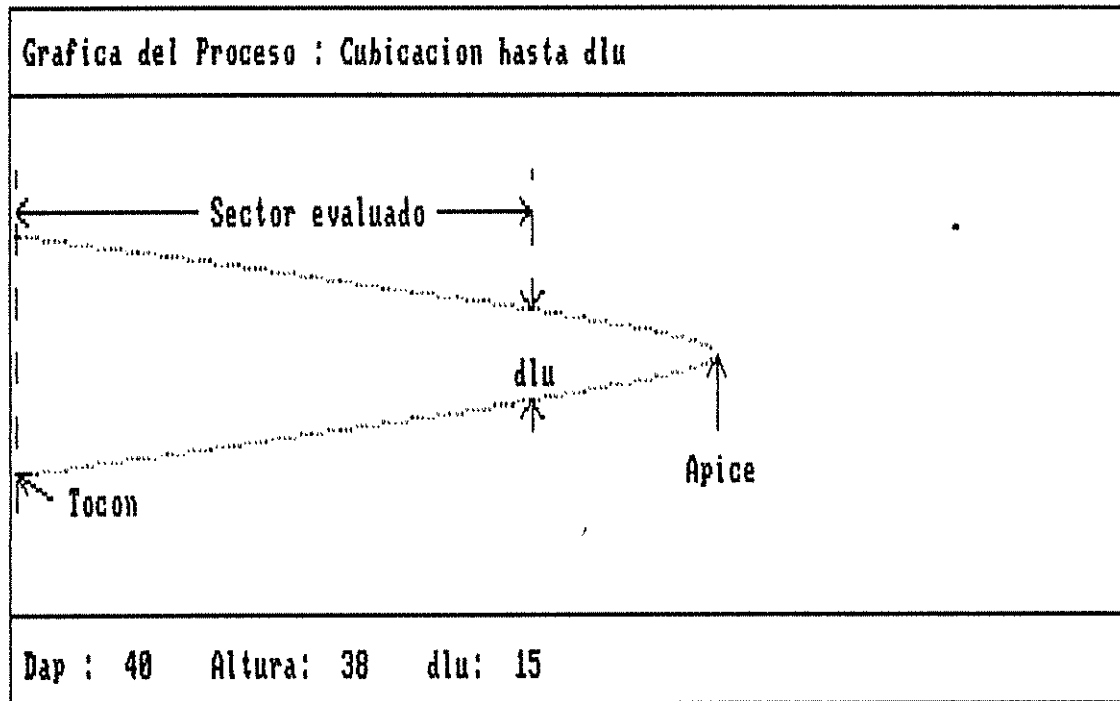 Grafica del Proceso : Cubicacion hasta dlu
Sector evaluado
dlu
Apice
Tocon
Dap : 40 Altura: 38 dlu: 15